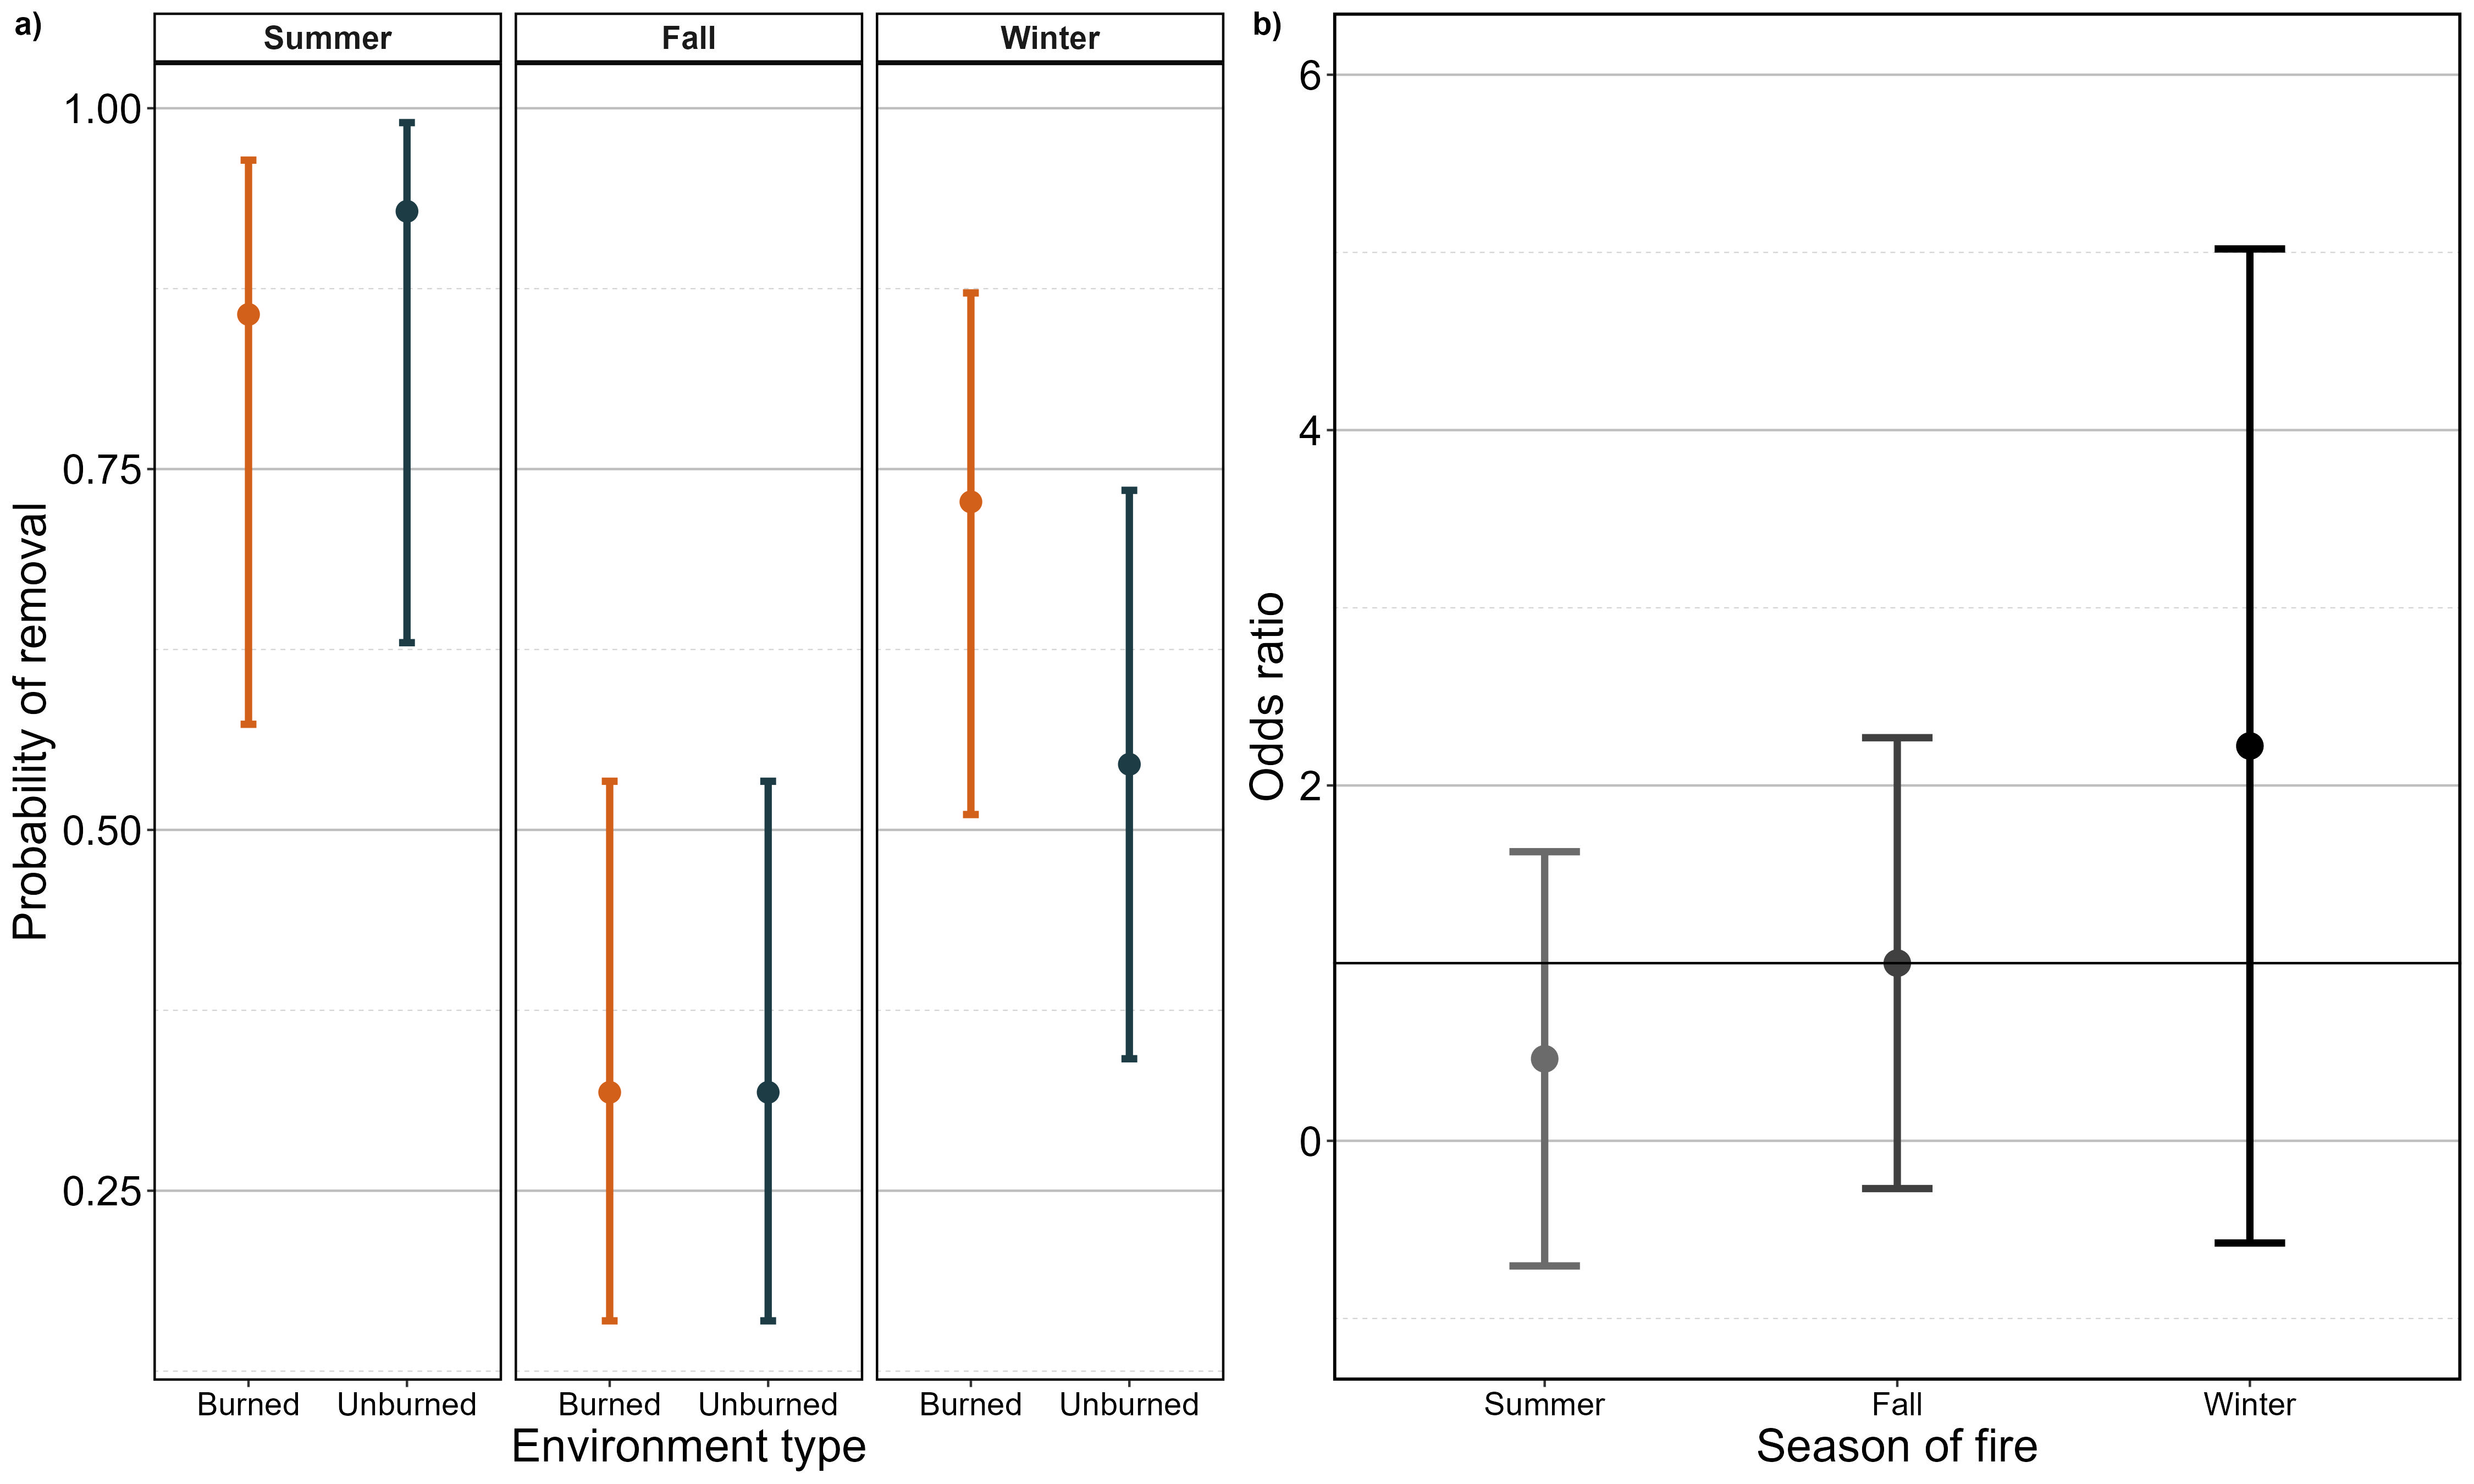 a)
Summer Fall Winter
1.00
0.75
0.50
0.25
Probability of removal
Burned Unburned Burned Unburned Burned Unburned
Environment type
b)
6
4
2
0
Odds ratio
Summer Fall Winter
Season of fire